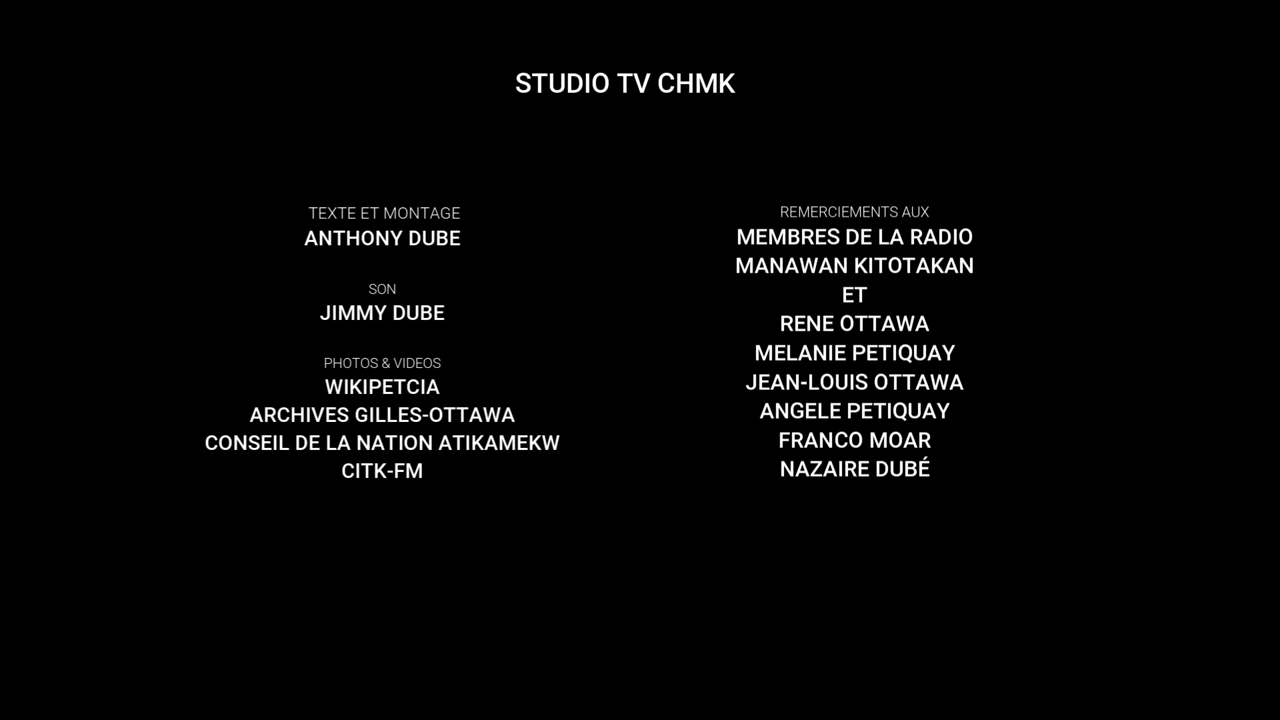 STUDIO TV CHMK
TEXTE ET MONTAGE
ANTHONY DUBE
SON
JIMMY DUBE
PHOTOS & VIDEOS
WIKIPETCIA
ARCHIVES GILLES-OTTAWA
CONSEIL DE LA NATION ATIKAMEKW
CITK-FM
REMERCIEMENTS AUX
MEMBRES DE LA RADIO
MANAWAN KITOTAKAN
ET
RENE OTTAWA
MELANIE PETIQUAY
JEAN-LOUIS OTTAWA
ANGELE PETIQUAY
FRANCO MOAR
NAZAIRE DUBÉ